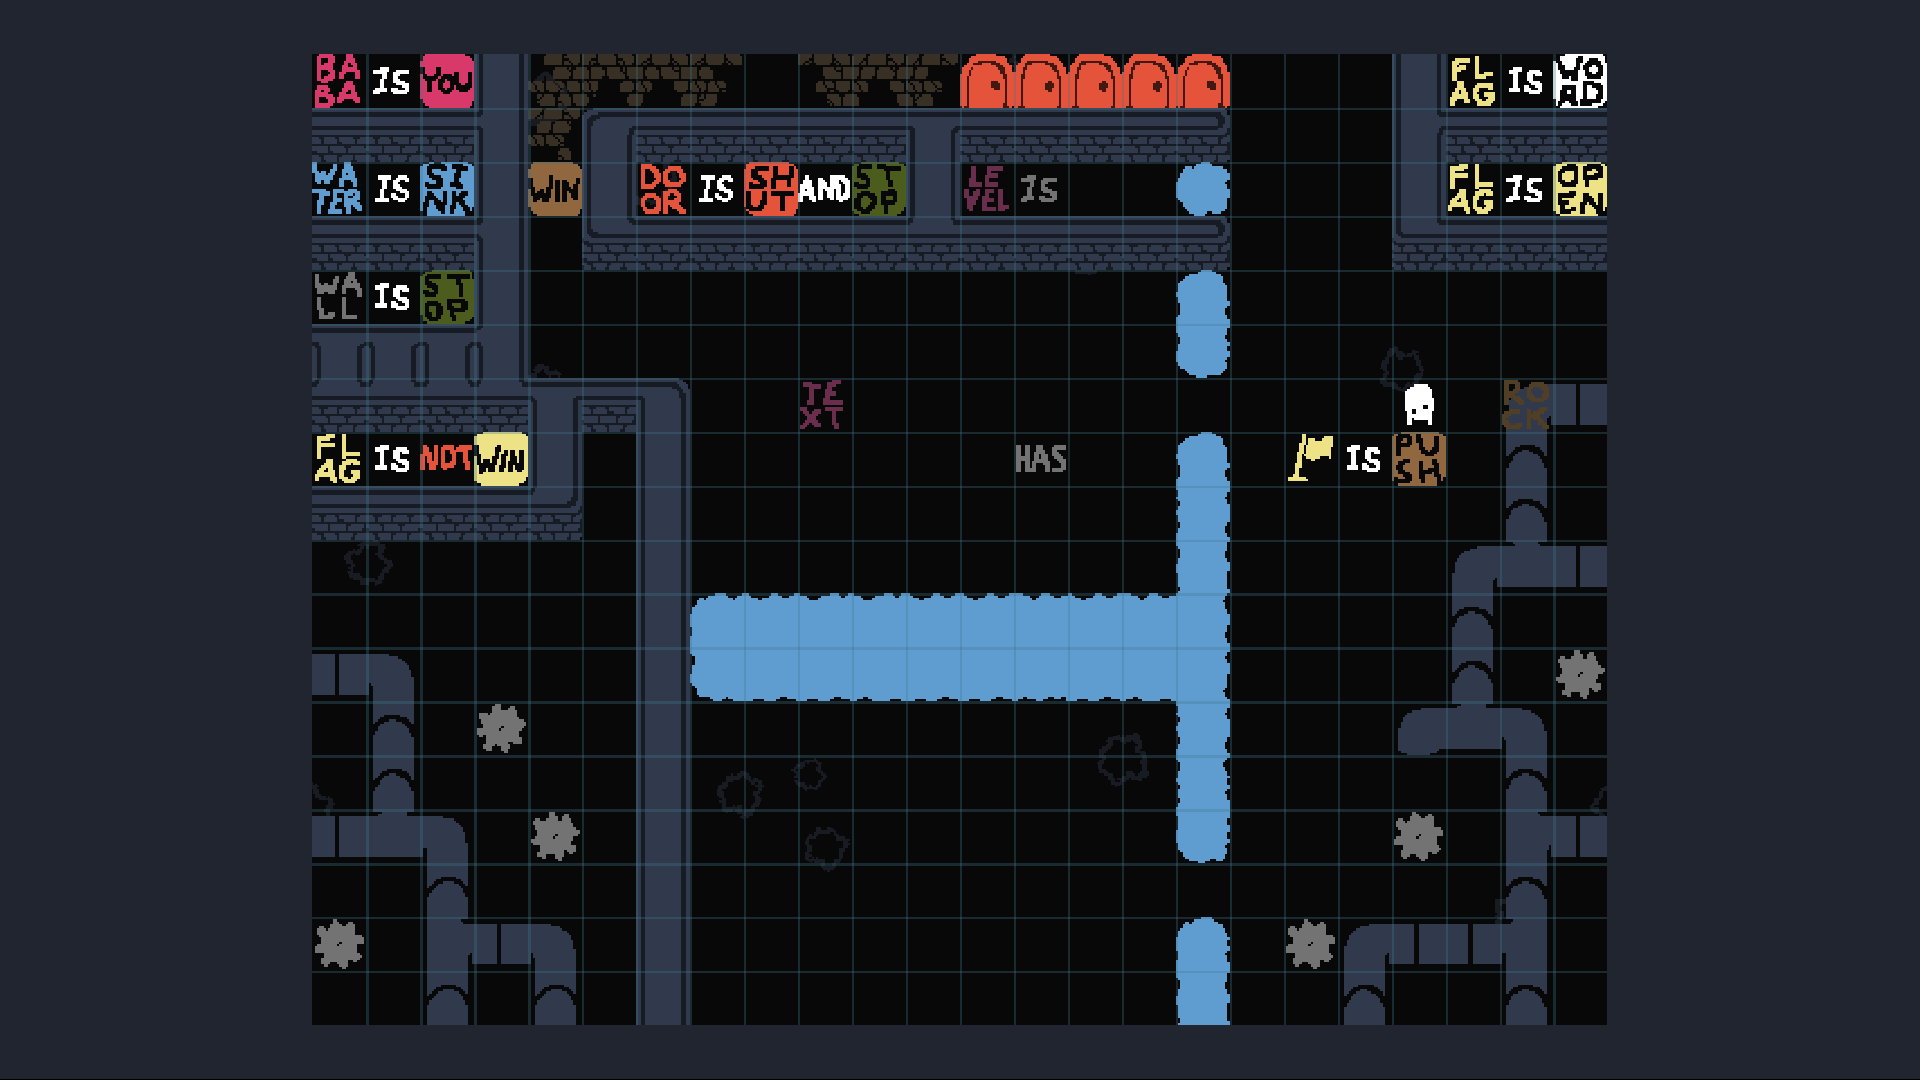 BABA IS YOU
FLAG IS WORD
WATER IS SINK
WIN
DOOR IS SHUT AND STOP
LEVEL IS
FLAG IS OPEN
WALL IS STOP
TEXT
ROCK
FLAG IS NOT WIN
HAS
IS PUSH